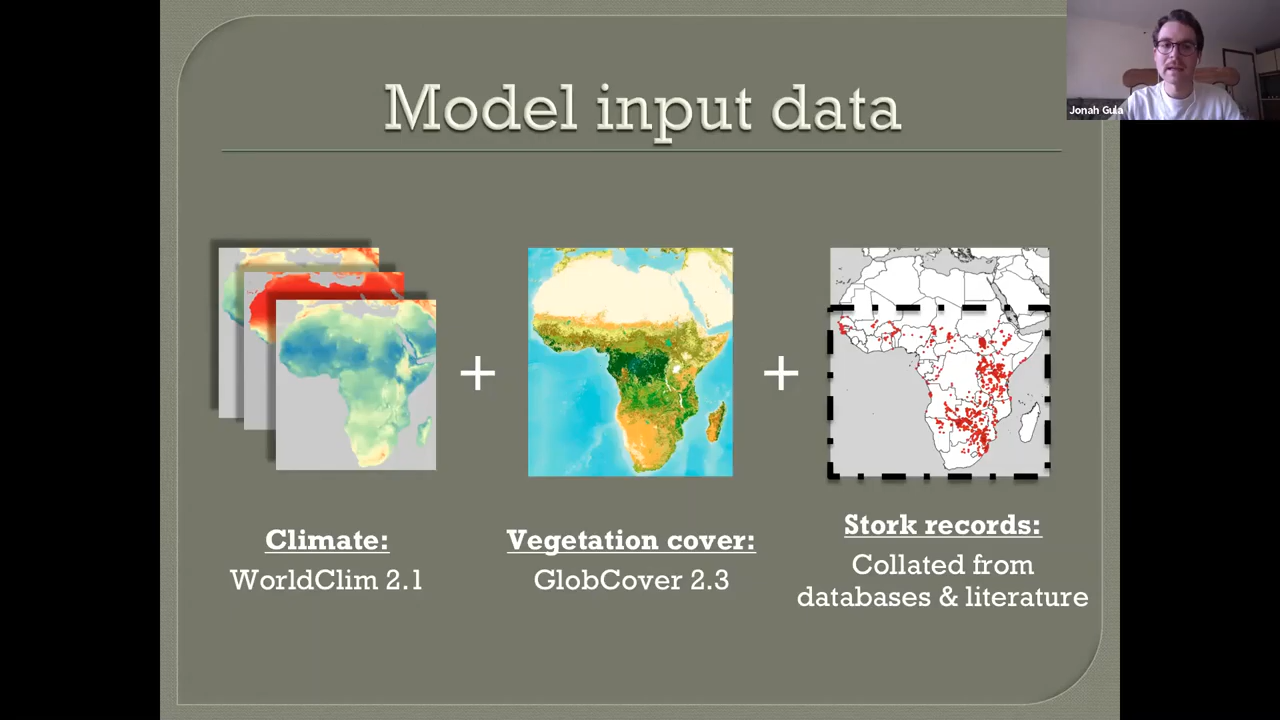 Model input data
Jonah Gula
+
+
Climate:
WorldClim 2.1
Vegetation cover:
GlobCover 2.3
Stork records:
Collated from
databases & literature